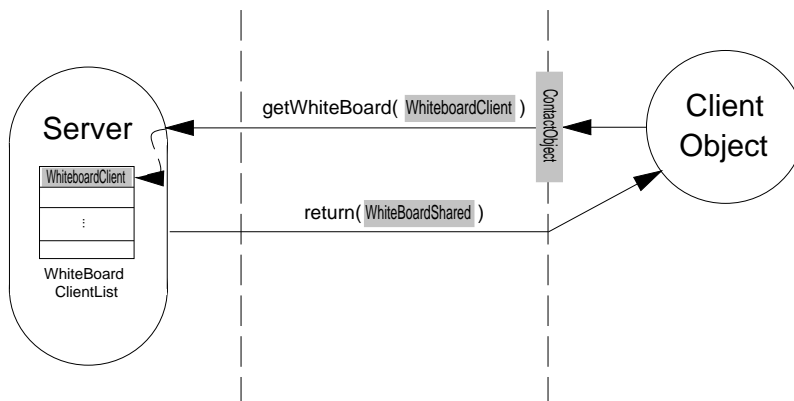 getWhiteBoard( WhiteboardClient )
ContactObject
Client
Object
Server
WhiteboardClient
...
return( WhiteBoardShared )
WhiteBoard
ClientList